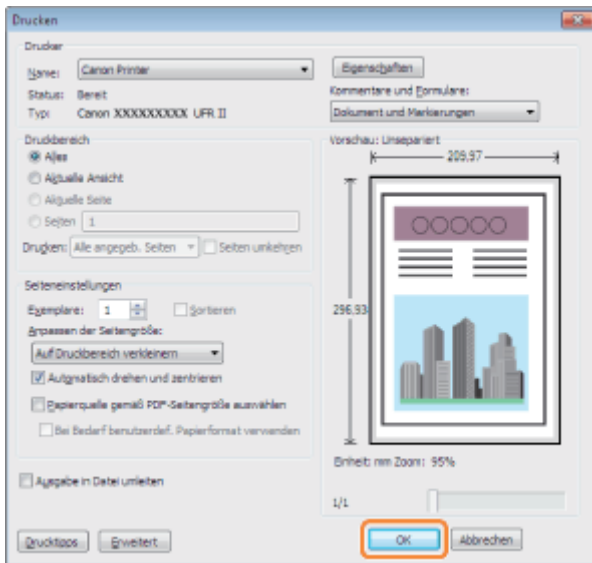 Drucken
Drucker
Name: Canon Printer
Eigenschaften
Status: Bereit
Kommentare und Formulare:
Typ: Canon XXXXXXXXX UFR II
Dokument und Markierungen
Druckbereich
Alles
Aktuelle Ansicht
Aktuelle Seite
Seiten 1
Drucken: Alle angegeb. Seiten
Seiten umkehren
Vorschau: Unsepariert
209,97
296,93
Seiteneinstellungen
Exemplare: 1
Sortieren
Anpassen der Seitengröße:
Auf Druckbereich verkleinern
Automatisch drehen und zentrieren
Papierquelle gemäß PDF-Seitengröße auswählen
Bei Bedarf benutzerdef. Papierformat verwenden
Einheit: mm Zoom: 95%
Ausgabe in Datei umleiten
1/1
Drucktipps
Erweitert
OK
Abbrechen